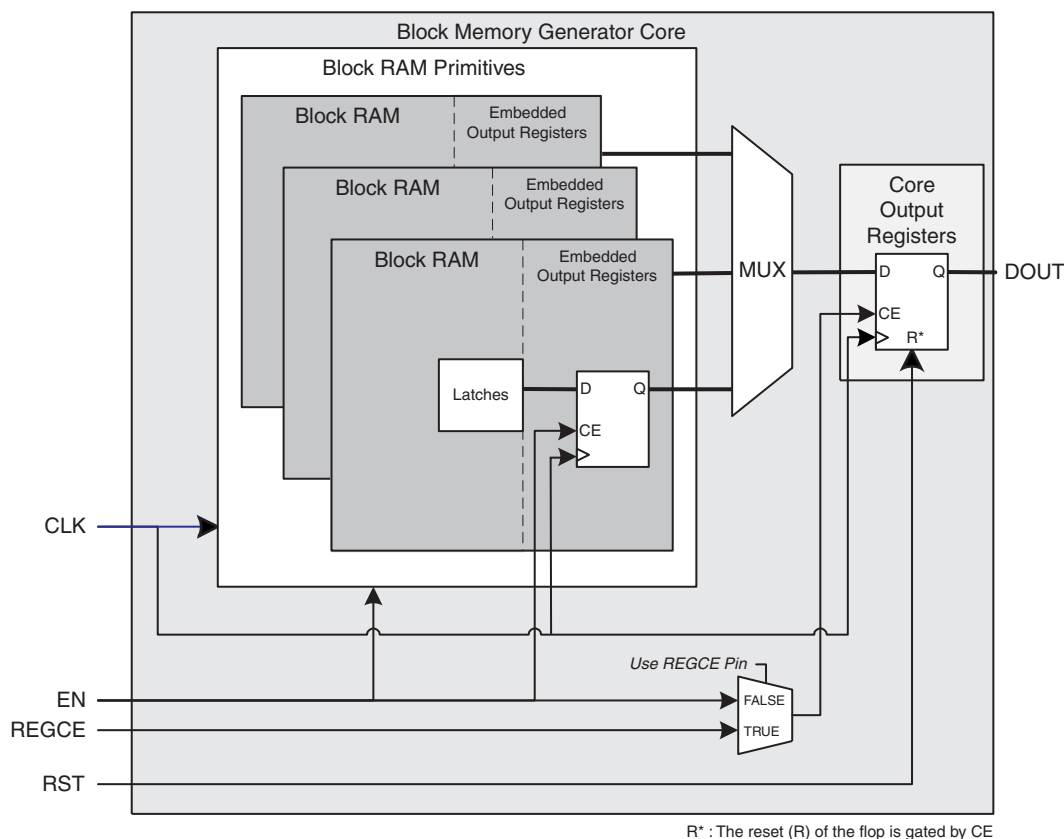 Block Memory Generator Core
Block RAM Primitives
Block RAM
Embedded
Output Registers
Block RAM
Embedded
Output Registers
Block RAM
Embedded
Output Registers
Latches
D
Q
CE
MUX
Core
Output
Registers
D
Q
CE
R*
DOUT
CLK
Use REGCE Pin
EN
FALSE
REGCE
TRUE
RST
R* : The reset (R) of the flop is gated by CE